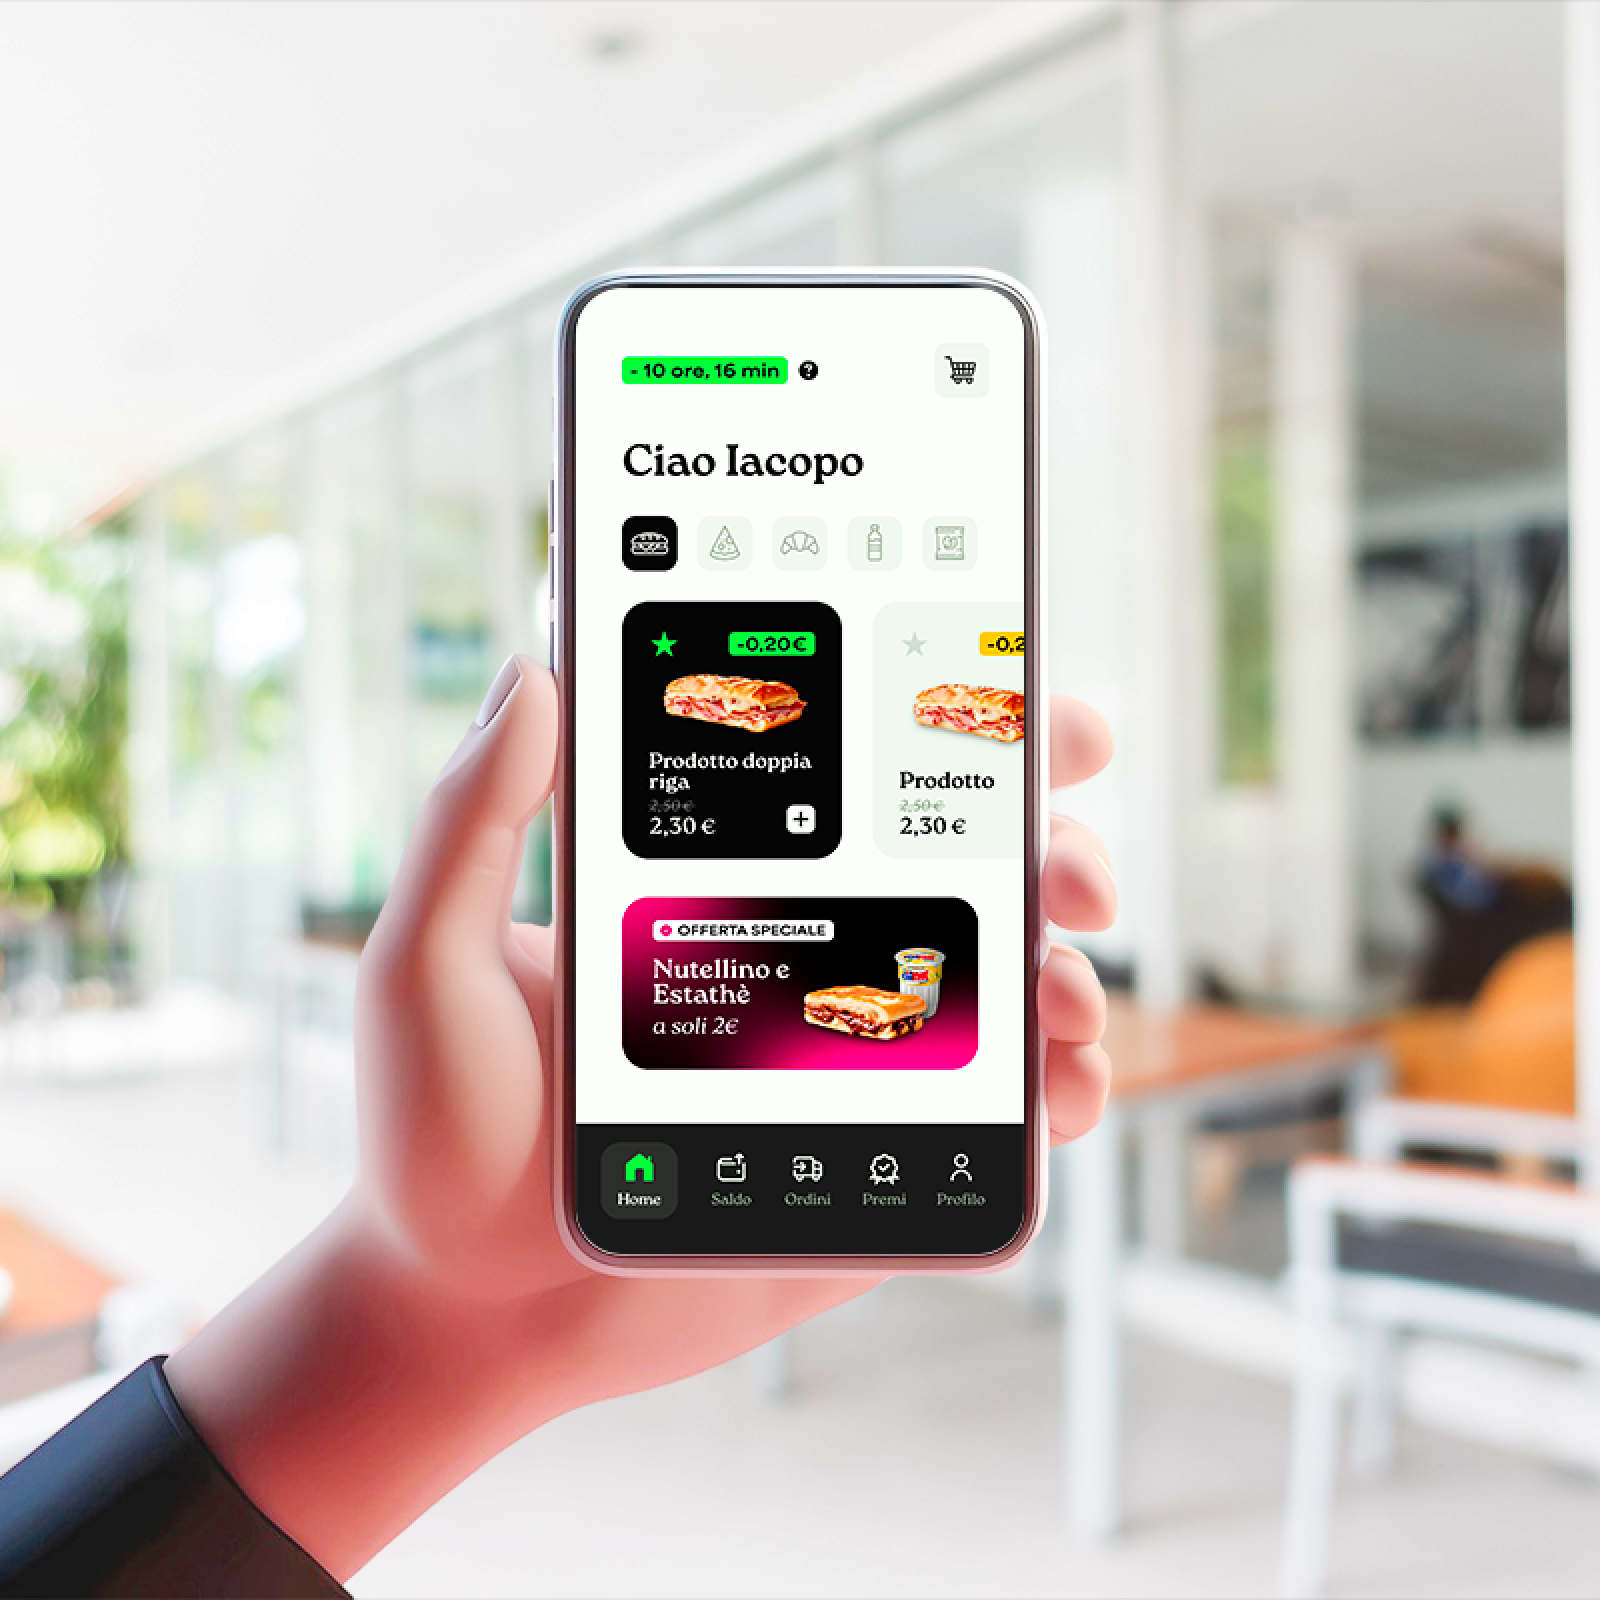 - 10 ore, 16 min
?
Ciao Iacopo
-0,20€
-0,2
Prodotto doppia
riga
2,50 €
2,30 €
Prodotto
2,50 €
2,30 €
OFFERTA SPECIALE
Nutellino e
Estathè
a soli 2€
Home
Saldo
Ordini
Premi
Profilo